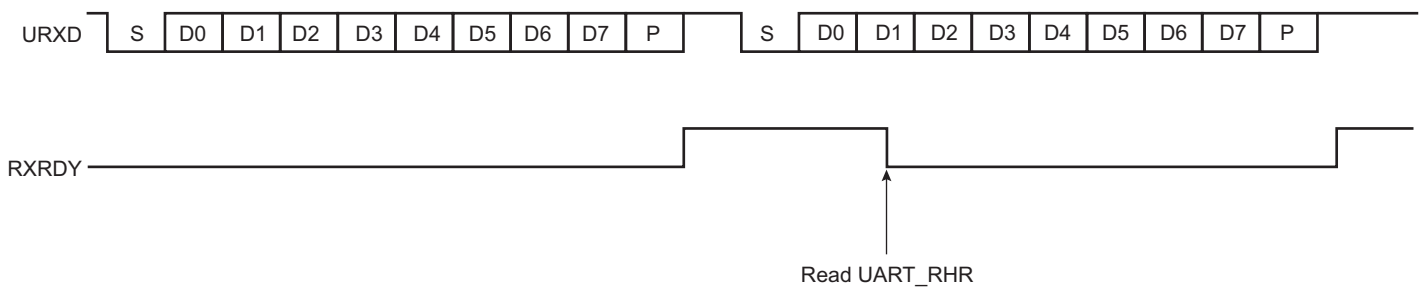 URXD S D0 D1 D2 D3 D4 D5 D6 D7 P S D0 D1 D2 D3 D4 D5 D6 D7 P
RXRDY
Read UART_RHR